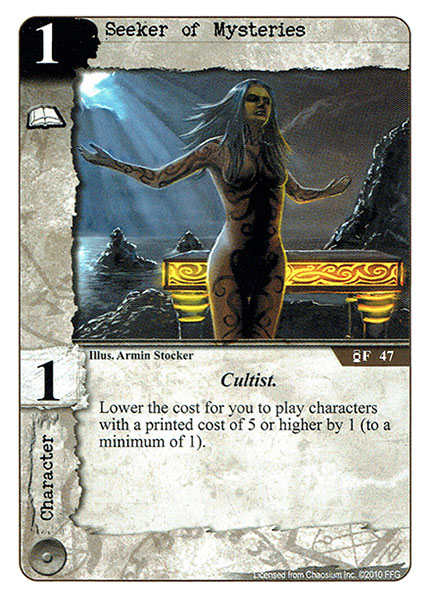 1
Seeker of Mysteries
Illus. Armin Stocker
F 47
1
Cultist.
Lower the cost for you to play characters
with a printed cost of 5 or higher by 1 (to a
minimum of 1).
Character
Licensed from Chaosium Inc. ©2010 FFG